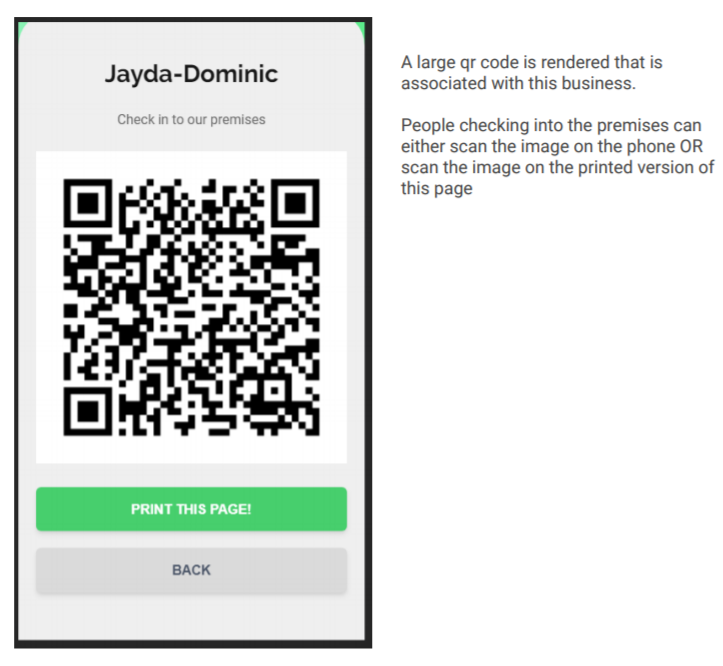 Jayda-Dominic
Check in to our premises
PRINT THIS PAGE!
BACK
A large qr code is rendered that is
associated with this business.
People checking into the premises can
either scan the image on the phone OR
scan the image on the printed version of
this page